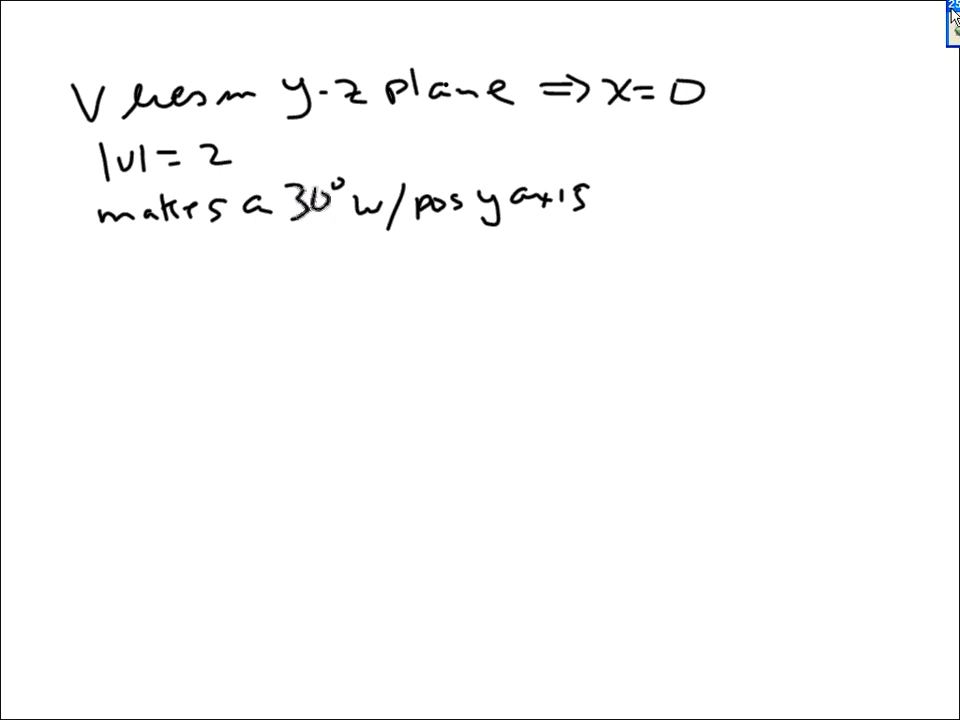 V lies in y-z plane => x=0
|v| = 2
makes a 30° w/pos y axis